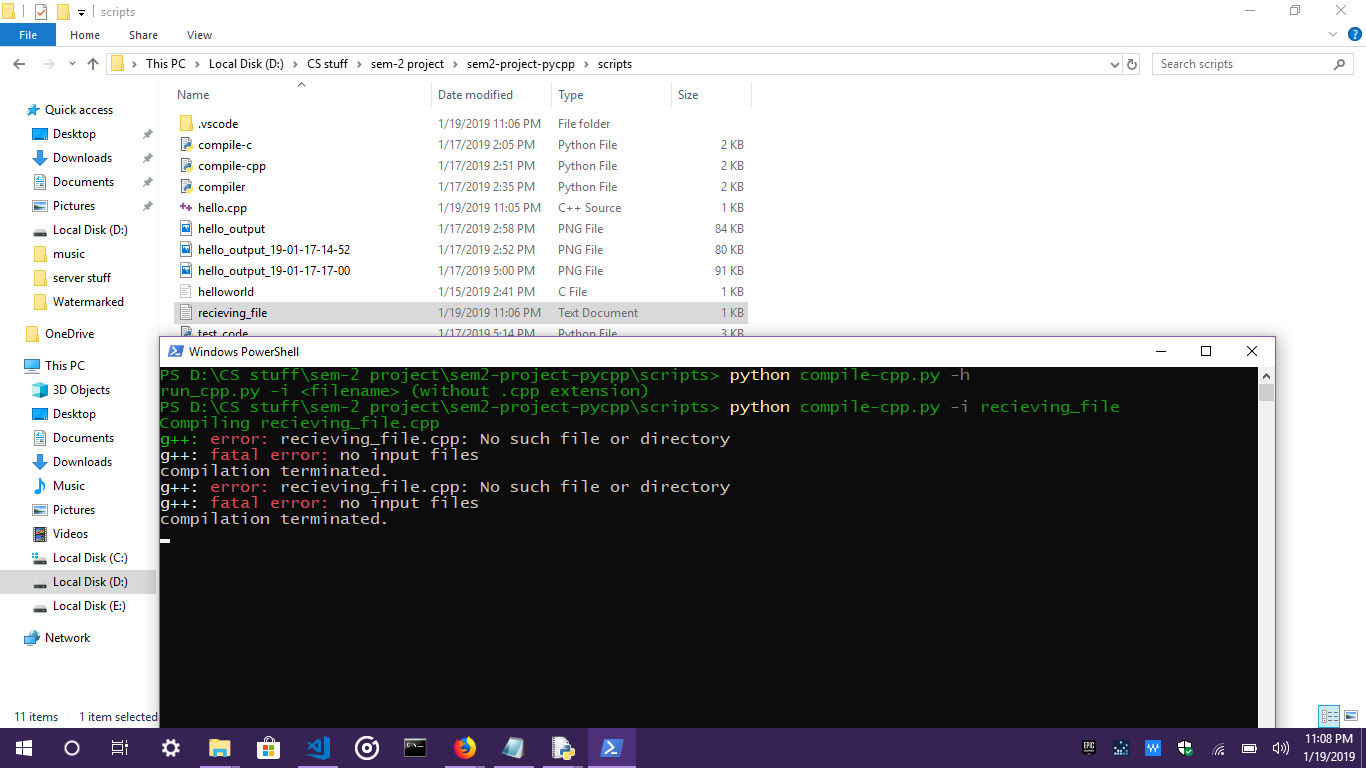 scripts
File Home Share View
This PC Local Disk (D:) CS stuff sem-2 project sem2-project-pycpp scripts
Search scripts
Quick access
Desktop
Downloads
Documents
Pictures
Local Disk (D:)
music
server stuff
Watermarked
OneDrive
This PC
3D Objects
Desktop
Documents
Downloads
Music
Pictures
Videos
Local Disk (C:)
Local Disk (D:)
Local Disk (E:)
Network
Name Date modified Type Size
.vscode 1/19/2019 11:06 PM File folder
compile-c 1/17/2019 2:05 PM Python File 2 KB
compile-cpp 1/17/2019 2:51 PM Python File 2 KB
compiler 1/17/2019 2:35 PM Python File 2 KB
hello.cpp 1/19/2019 11:05 PM C++ Source 1 KB
hello_output 1/17/2019 2:58 PM PNG File 84 KB
hello_output_19-01-17-14-52 1/17/2019 2:52 PM PNG File 80 KB
hello_output_19-01-17-17-00 1/17/2019 5:00 PM PNG File 91 KB
helloworld 1/15/2019 2:41 PM C File 1 KB
recieving_file 1/19/2019 11:06 PM Text Document 1 KB
test_code 1/17/2019 5:14 PM Python File 3 KB
Windows PowerShell
PS D:\CS stuff\sem-2 project\sem2-project-pycpp\scripts> python compile-cpp.py -h
run_cpp.py -i <filename> (without .cpp extension)
PS D:\CS stuff\sem-2 project\sem2-project-pycpp\scripts> python compile-cpp.py -i recieving_file
Compiling recieving_file.cpp
g++: error: recieving_file.cpp: No such file or directory
g++: fatal error: no input files
compilation terminated.
g++: error: recieving_file.cpp: No such file or directory
g++: fatal error: no input files
compilation terminated.
11 items 1 item selected
11:08 PM
1/19/2019